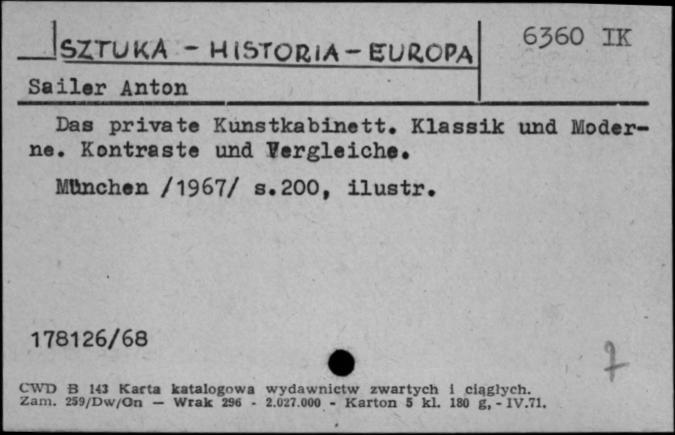 SZTUKA - HISTORIA - EUROPA
6360 IK
Sailer Anton
Das private Kunstkabinett. Klassik und Moder-
ne. Kontraste und Vergleiche.
München /1967/ s.200, ilustr.
178126/68
7
CWD B 143 Karta katalogowa wydawnictw zwartych i ciągłych.
Zam. 259/Dw/On — Wrak 296 - 2.027.000 - Karton 5 kl. 180 g, - IV.71.